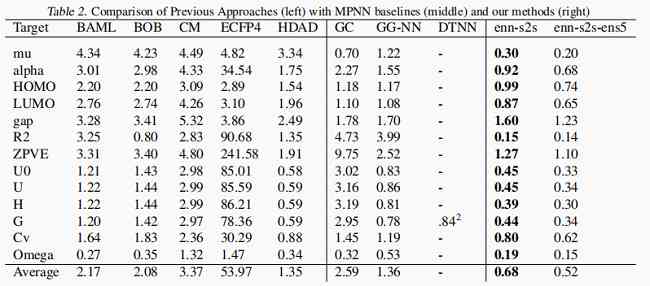 Table 2. Comparison of Previous Approaches (left) with MPNN baselines (middle) and our methods (right)
Target BAML BOB CM ECFP4 HDAD GC GG-NN DTNN enn-s2s enn-s2s-ens5
mu 4.34 4.23 4.49 4.82 3.34 0.70 1.22 - 0.30 0.20
alpha 3.01 2.98 4.33 34.54 1.75 2.27 1.55 - 0.92 0.68
HOMO 2.20 2.20 3.09 2.89 1.54 1.18 1.17 - 0.99 0.74
LUMO 2.76 2.74 4.26 3.10 1.96 1.10 1.08 - 0.87 0.65
gap 3.28 3.41 5.32 3.86 2.49 1.78 1.70 - 1.60 1.23
R2 3.25 0.80 2.83 90.68 1.35 4.73 3.99 - 0.15 0.14
ZPVE 3.31 3.40 4.80 241.58 1.91 9.75 2.52 - 1.27 1.10
U0 1.21 1.43 2.98 85.01 0.58 3.02 0.83 - 0.45 0.33
U 1.22 1.44 2.99 85.59 0.59 3.16 0.86 - 0.45 0.34
H 1.22 1.44 2.99 86.21 0.59 3.19 0.81 - 0.39 0.30
G 1.20 1.42 2.97 78.36 0.59 2.95 0.78 .84² 0.44 0.34
Cv 1.64 1.83 2.36 30.29 0.88 1.45 1.19 - 0.80 0.62
Omega 0.27 0.35 1.32 1.47 0.34 0.32 0.53 - 0.19 0.15
Average 2.17 2.08 3.37 53.97 1.35 2.59 1.36 - 0.68 0.52